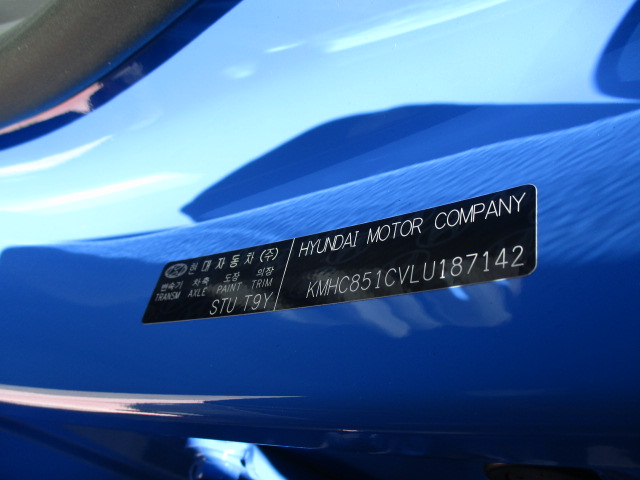 현대자동차(주)
변속기 차축 도장 의장
TRANSM AXLE PAINT TRIM
STU T9Y
HYUNDAI MOTOR COMPANY
KMHC851CVLU187142